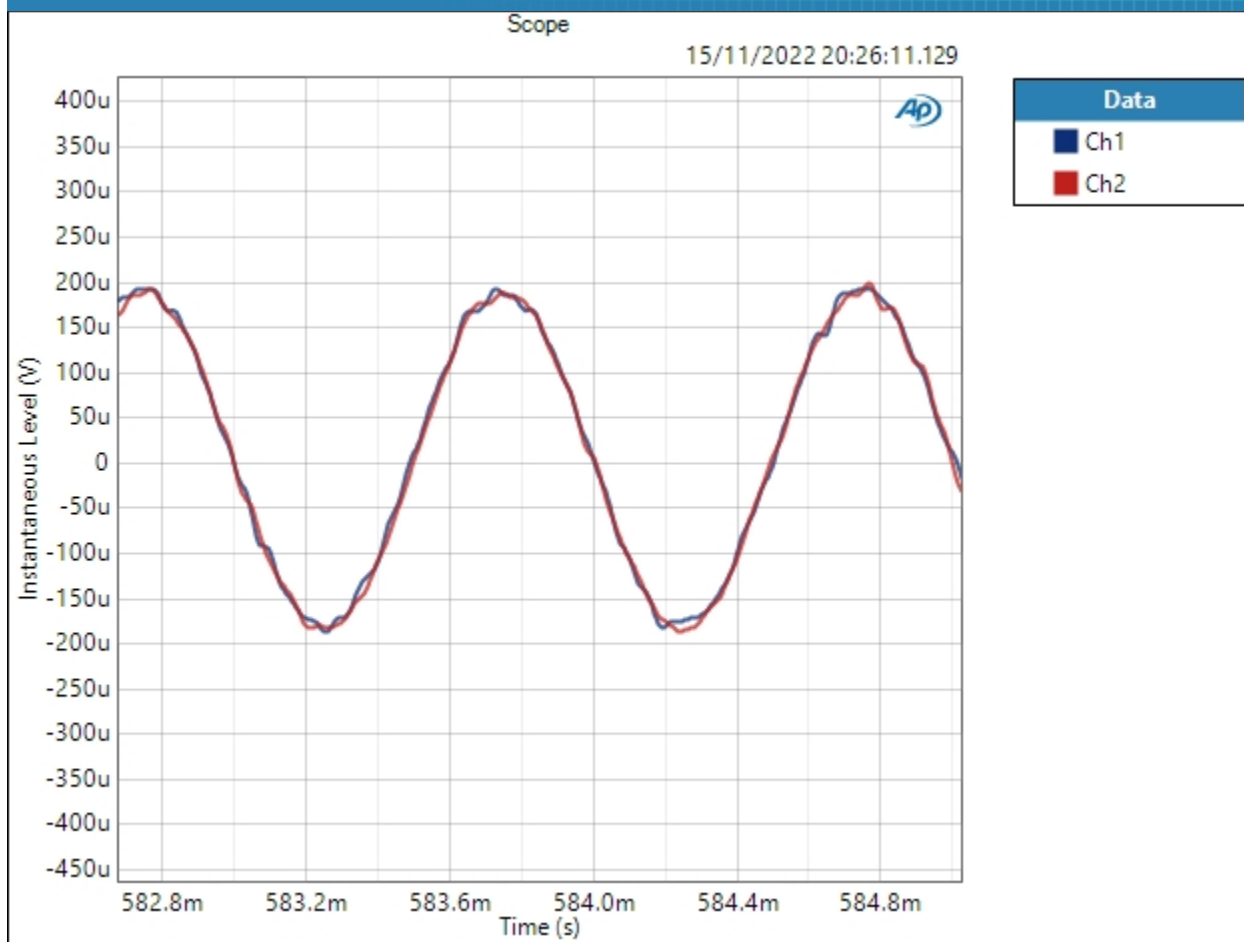 Scope
15/11/2022 20:26:11.129
AP
Data
Ch1
Ch2
Instantaneous Level (V)
400u
350u
300u
250u
200u
150u
100u
50u
0
-50u
-100u
-150u
-200u
-250u
-300u
-350u
-400u
-450u
582.8m 583.2m 583.6m 584.0m 584.4m 584.8m
Time (s)